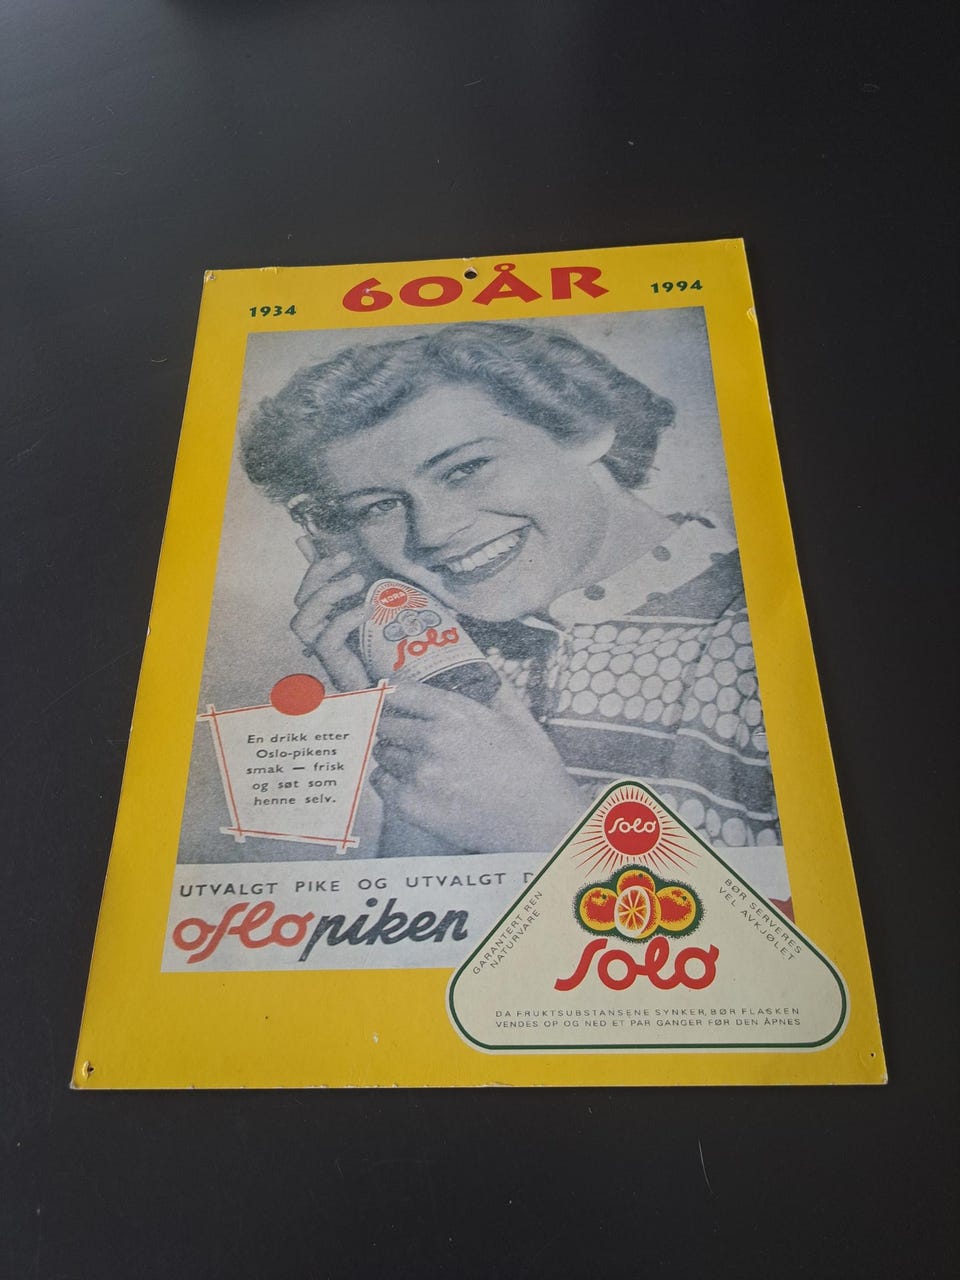 60 ÅR
1934
1994
NORA
Solo
En drikk etter
Oslo-pikens
smak — frisk
og søt som
henne selv.
UTVALGT PIKE OG UTVALGT
oslopiken
Solo
GARANTERT REN
NATURVARE
BØR SERVERES
VEL AVKJØLET
Solo
DA FRUKTSUBSTANSENE SYNKER, BØR FLASKEN
VENDES OP OG NED ET PAR GANGER FØR DEN ÅPNES